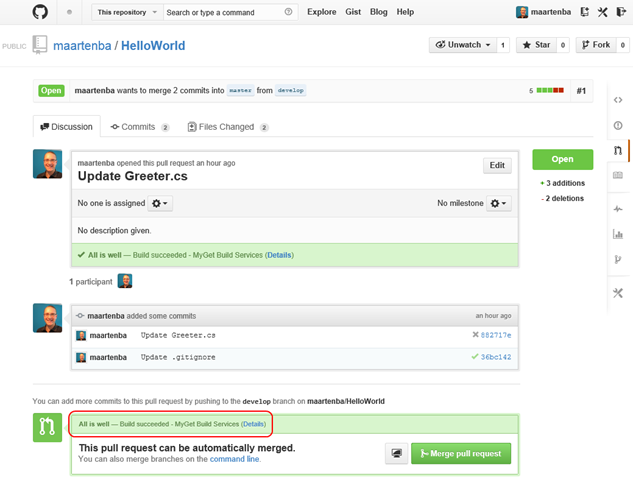 This repository Search or type a command Explore Gist Blog Help maartenba
PUBLIC maartenba / HelloWorld Unwatch 1 Star 0 Fork 0
Open maartenba wants to merge 2 commits into master from develop 5 #1
Discussion Commits 2 Files Changed 2
maartenba opened this pull request an hour ago
Update Greeter.cs
Edit
Open
No one is assigned No milestone
+ 3 additions
- 2 deletions
No description given.
All is well — Build succeeded - MyGet Build Services (Details)
1 participant
maartenba added some commits an hour ago
maartenba Update Greeter.cs 882717e
maartenba Update .gitignore 36bc142
You can add more commits to this pull request by pushing to the develop branch on maartenba/HelloWorld
All is well — Build succeeded - MyGet Build Services (Details)
This pull request can be automatically merged.
You can also merge branches on the command line.
Merge pull request